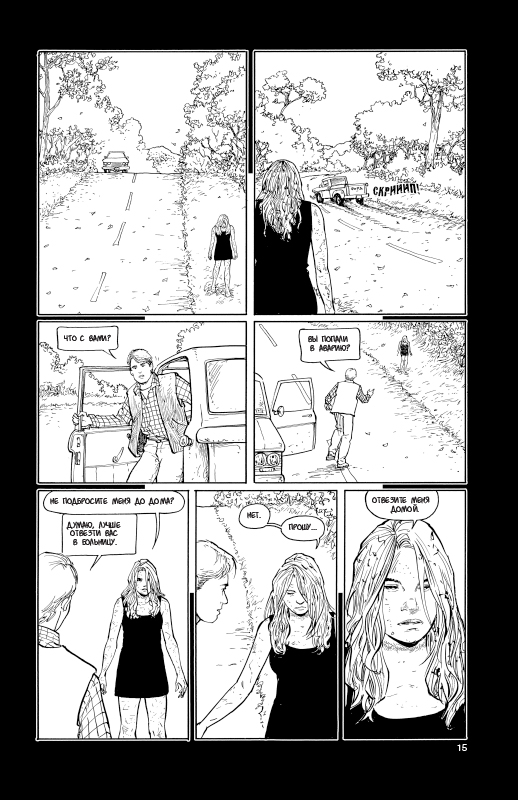 СКРИИИП!
ЧТО С ВАМИ?
ВЫ ПОПАЛИ
В АВАРИЮ?
НЕ ПОДБРОСИТЕ МЕНЯ ДО ДОМА?
ДУМАЮ, ЛУЧШЕ
ОТВЕЗТИ ВАС
В БОЛЬНИЦУ.
НЕТ.
ПРОШУ...
ОТВЕЗИТЕ МЕНЯ
ДОМОЙ.
15